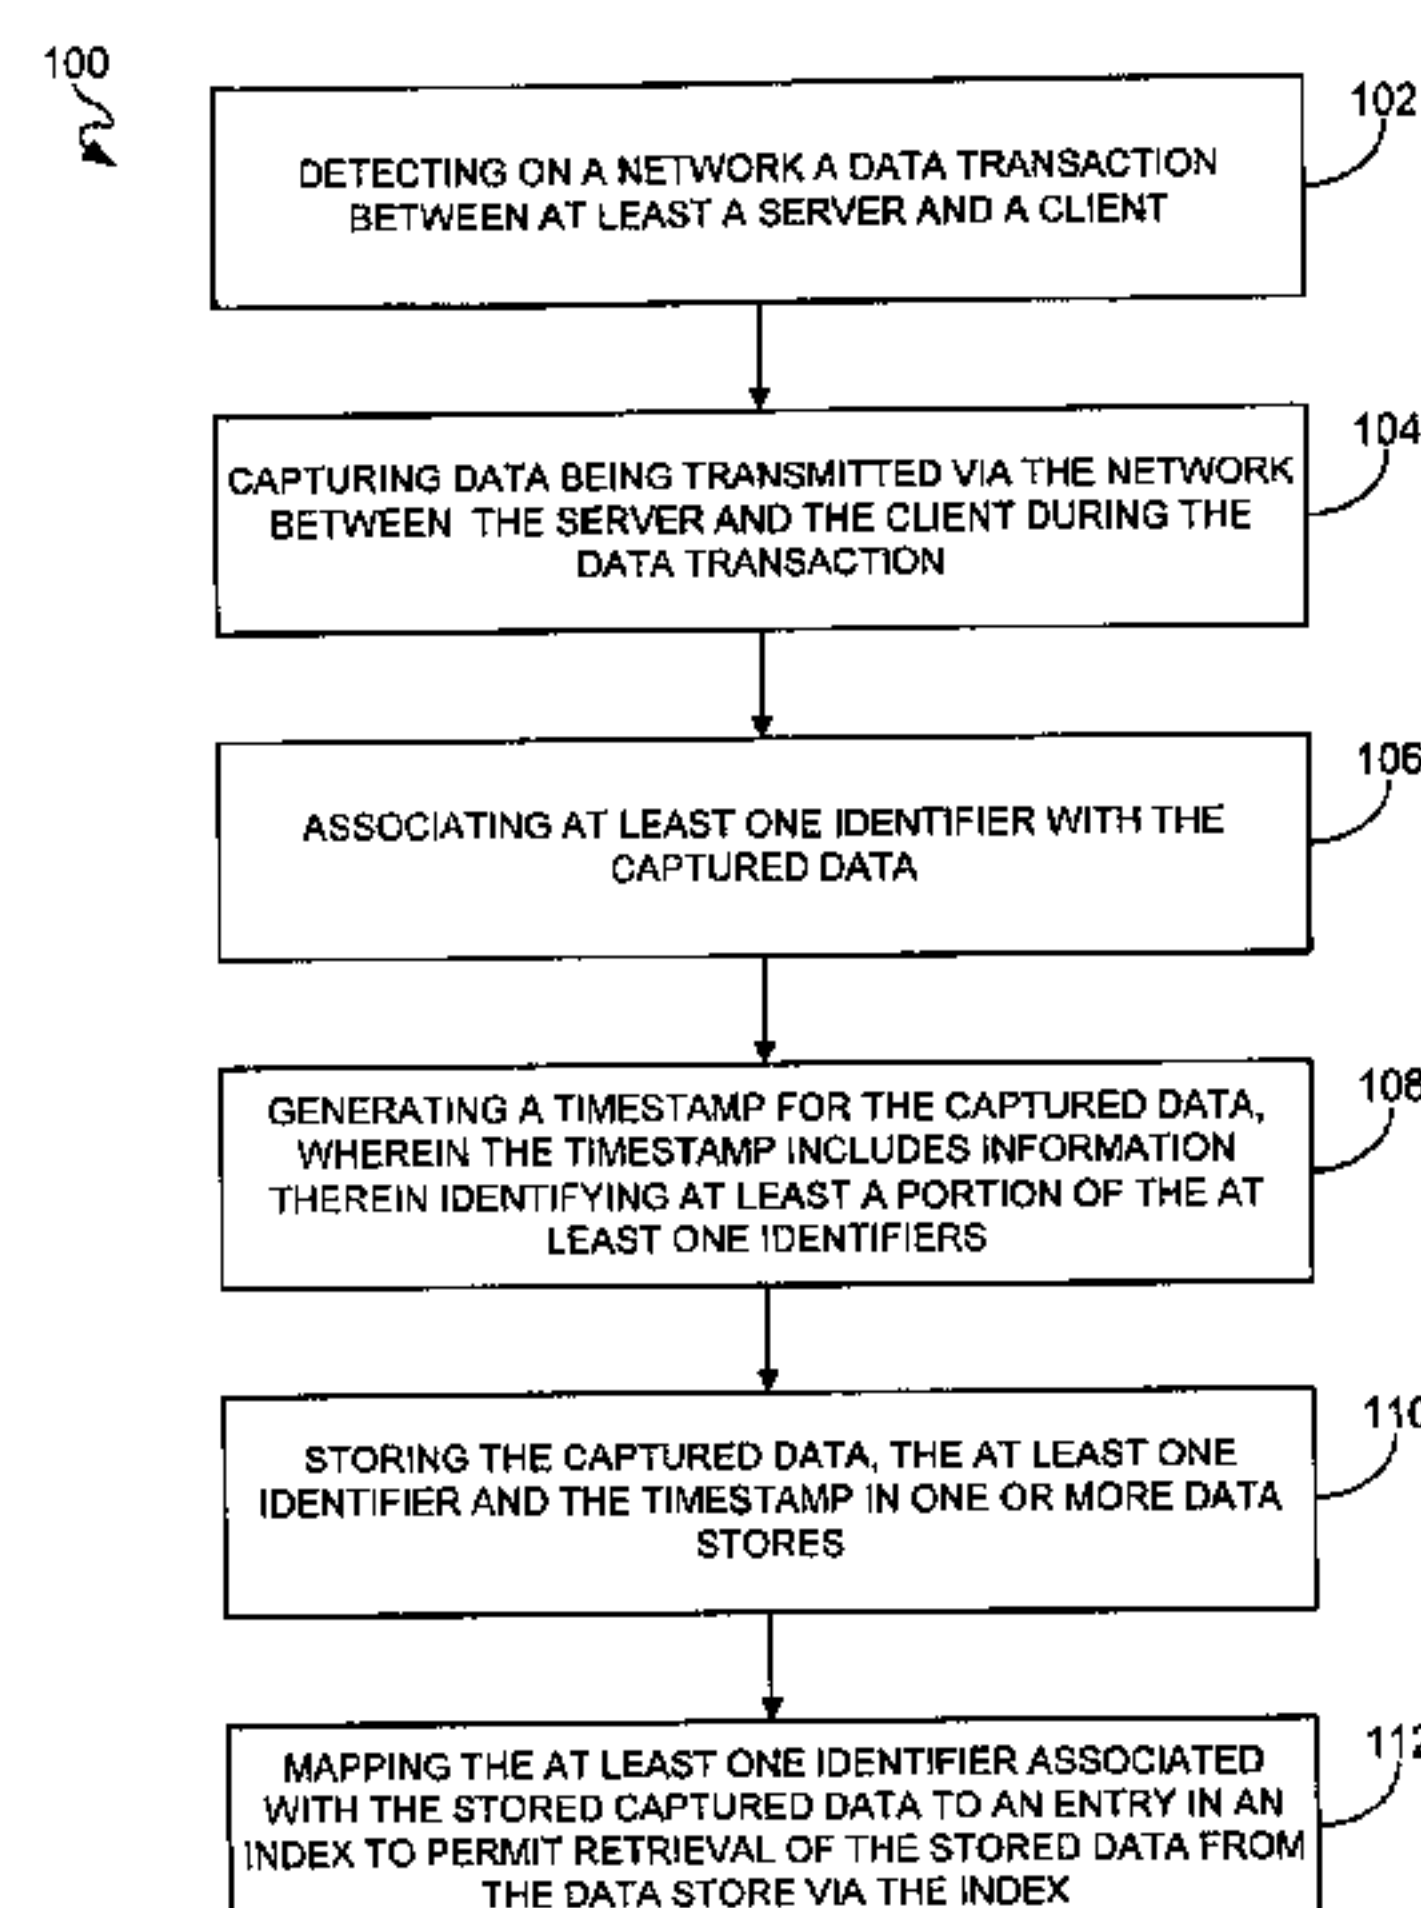 100
102
DETECTING ON A NETWORK A DATA TRANSACTION
BETWEEN AT LEAST A SERVER AND A CLIENT
104
CAPTURING DATA BEING TRANSMITTED VIA THE NETWORK
BETWEEN THE SERVER AND THE CLIENT DURING THE
DATA TRANSACTION
106
ASSOCIATING AT LEAST ONE IDENTIFIER WITH THE
CAPTURED DATA
108
GENERATING A TIMESTAMP FOR THE CAPTURED DATA,
WHEREIN THE TIMESTAMP INCLUDES INFORMATION
THEREIN IDENTIFYING AT LEAST A PORTION OF THE AT
LEAST ONE IDENTIFIERS
110
STORING THE CAPTURED DATA, THE AT LEAST ONE
IDENTIFIER AND THE TIMESTAMP IN ONE OR MORE DATA
STORES
112
MAPPING THE AT LEAST ONE IDENTIFIER ASSOCIATED
WITH THE STORED CAPTURED DATA TO AN ENTRY IN AN
INDEX TO PERMIT RETRIEVAL OF THE STORED DATA FROM
THE DATA STORE VIA THE INDEX